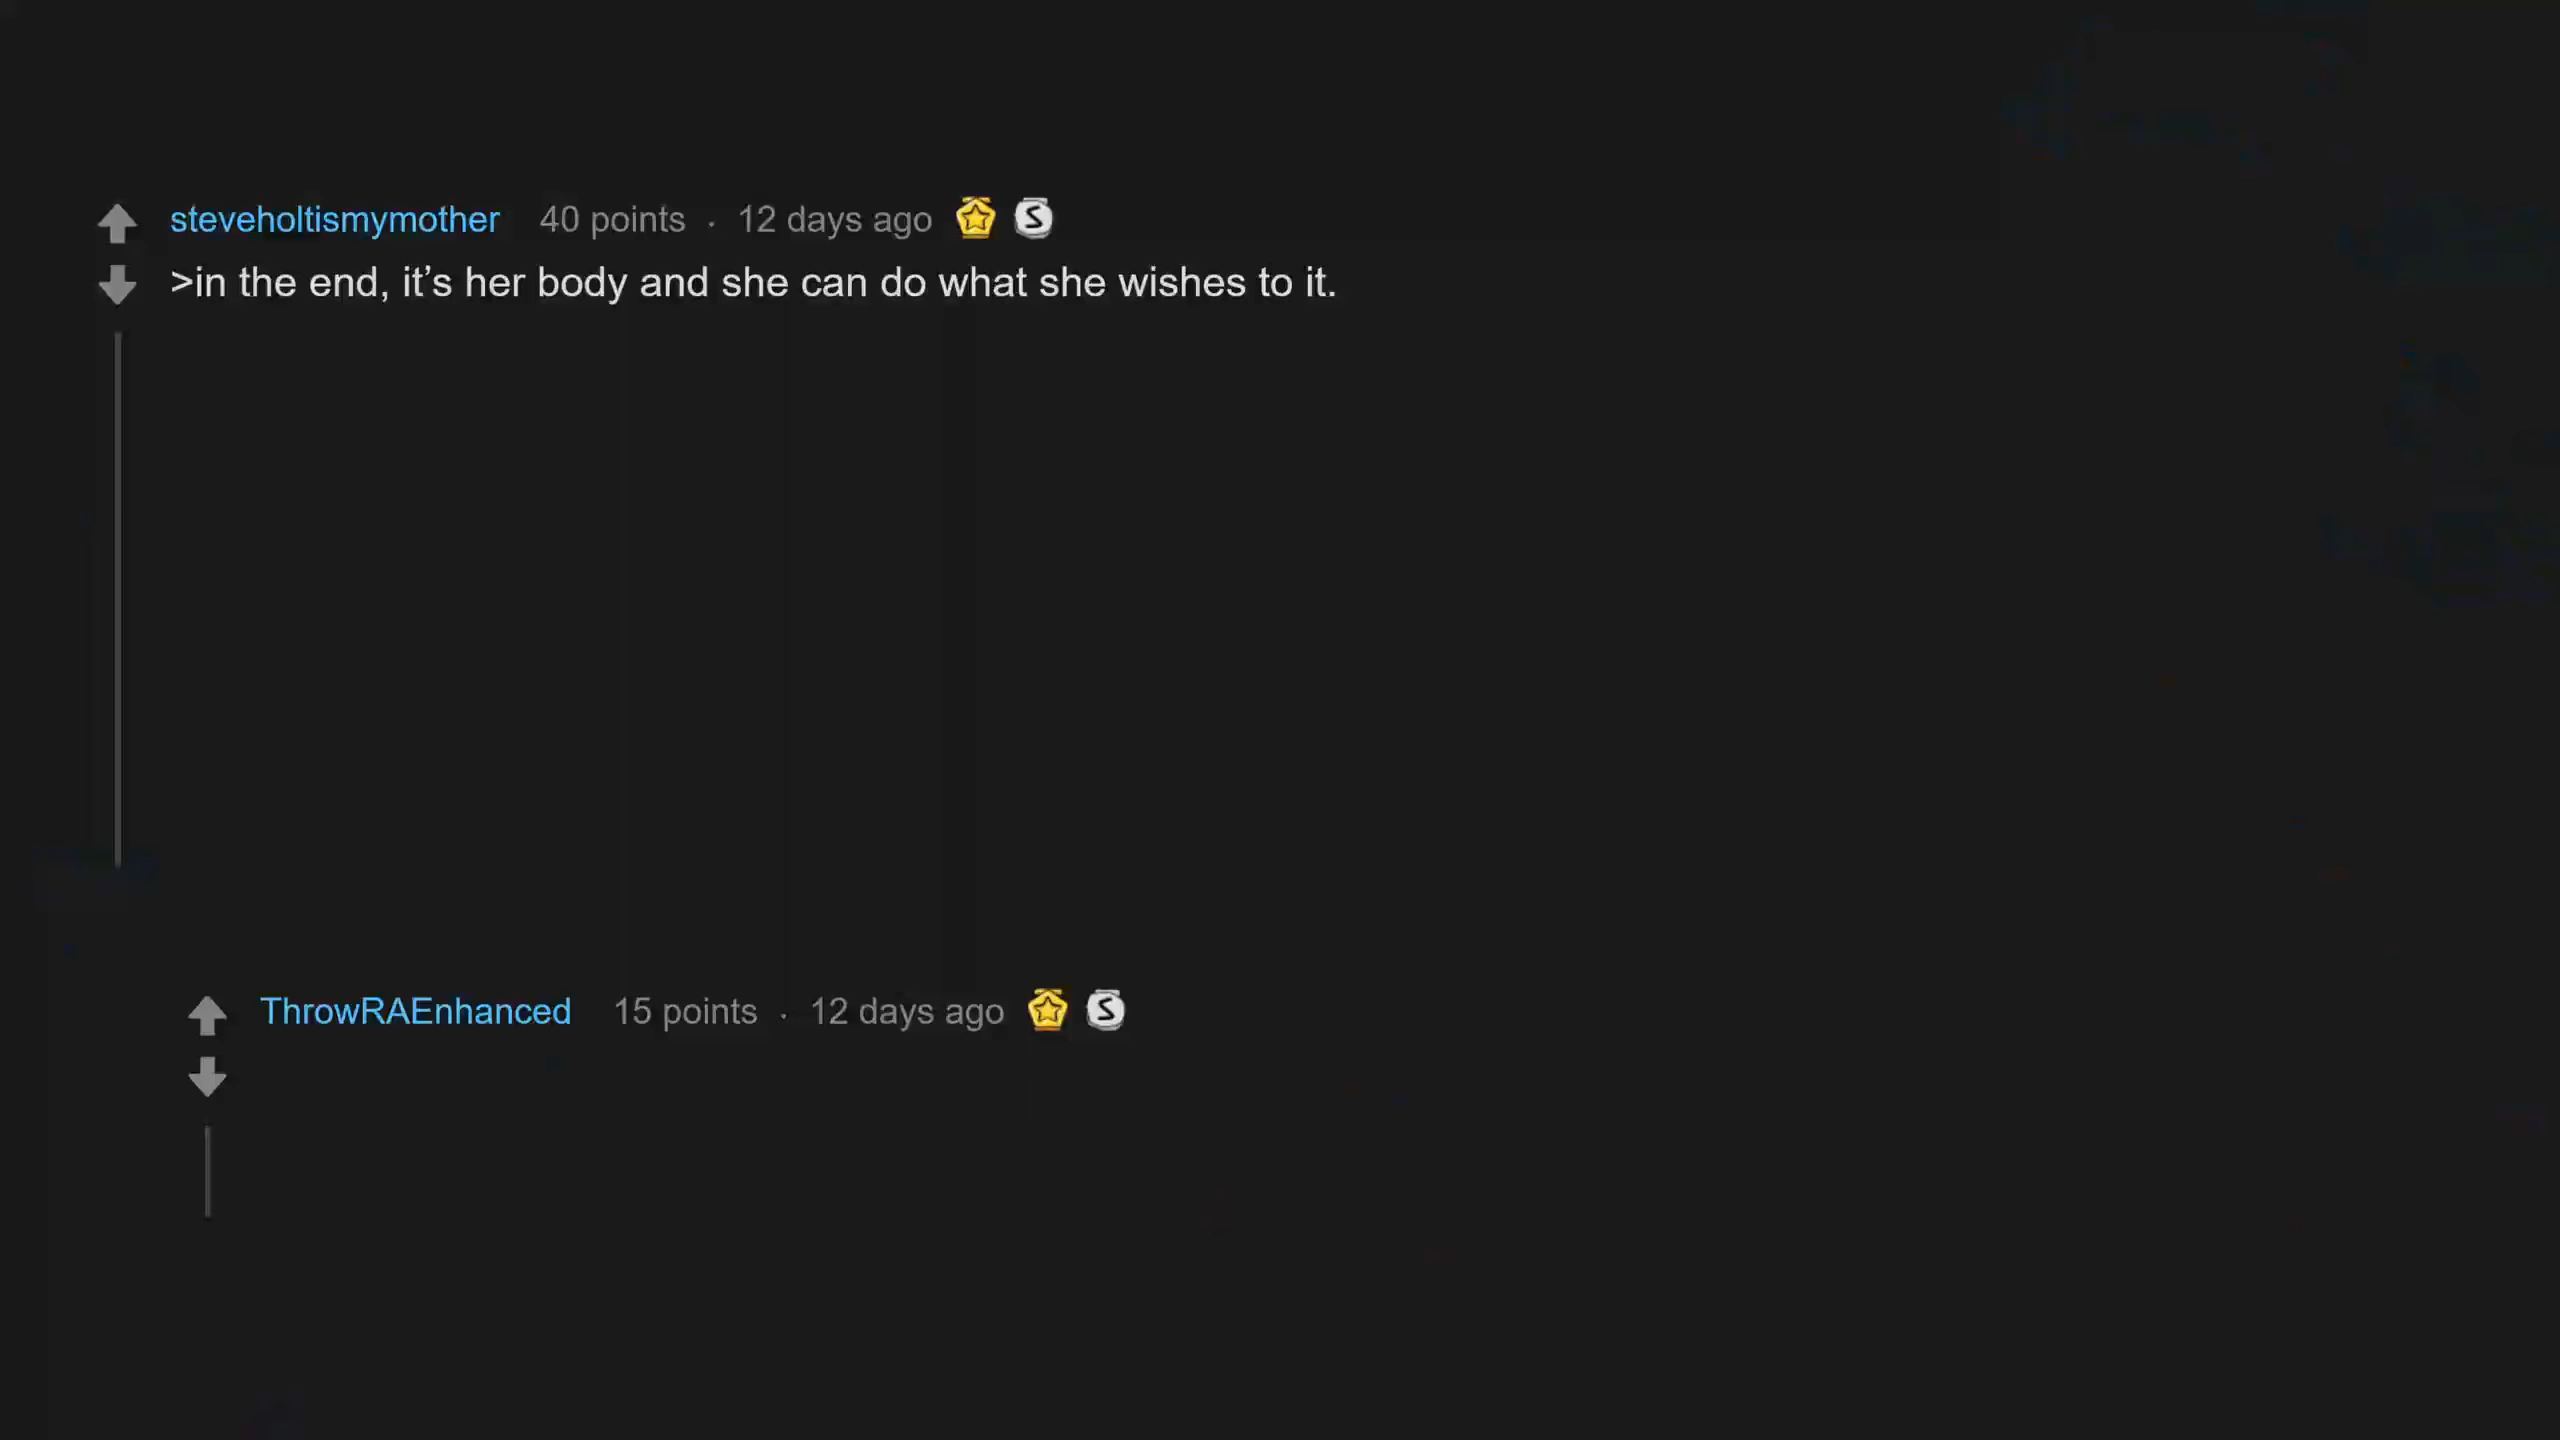 steveholtismymother 40 points · 12 days ago
>in the end, it’s her body and she can do what she wishes to it.
ThrowRAEnhanced 15 points · 12 days ago